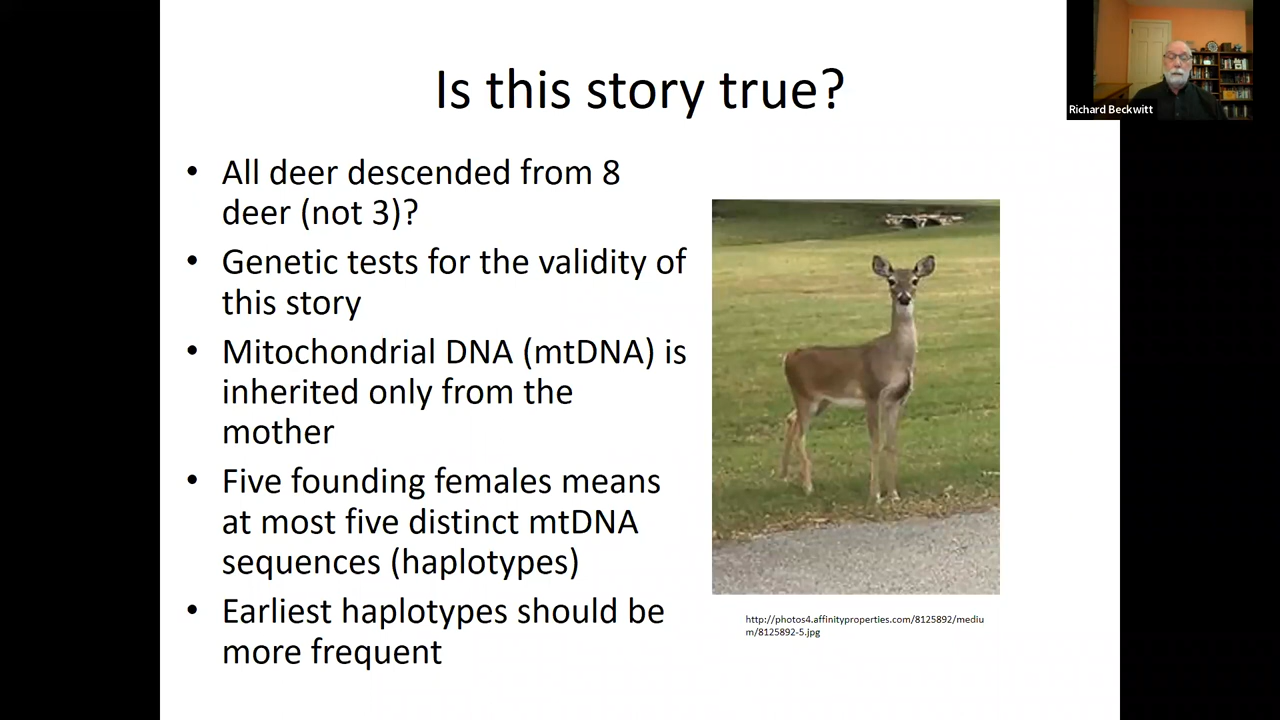 Is this story true?
Richard Beckwitt
• All deer descended from 8
deer (not 3)?
• Genetic tests for the validity of
this story
• Mitochondrial DNA (mtDNA) is
inherited only from the
mother
• Five founding females means
at most five distinct mtDNA
sequences (haplotypes)
• Earliest haplotypes should be
more frequent
http://photos4.affinityproperties.com/8125892/mediu
m/8125892-5.jpg